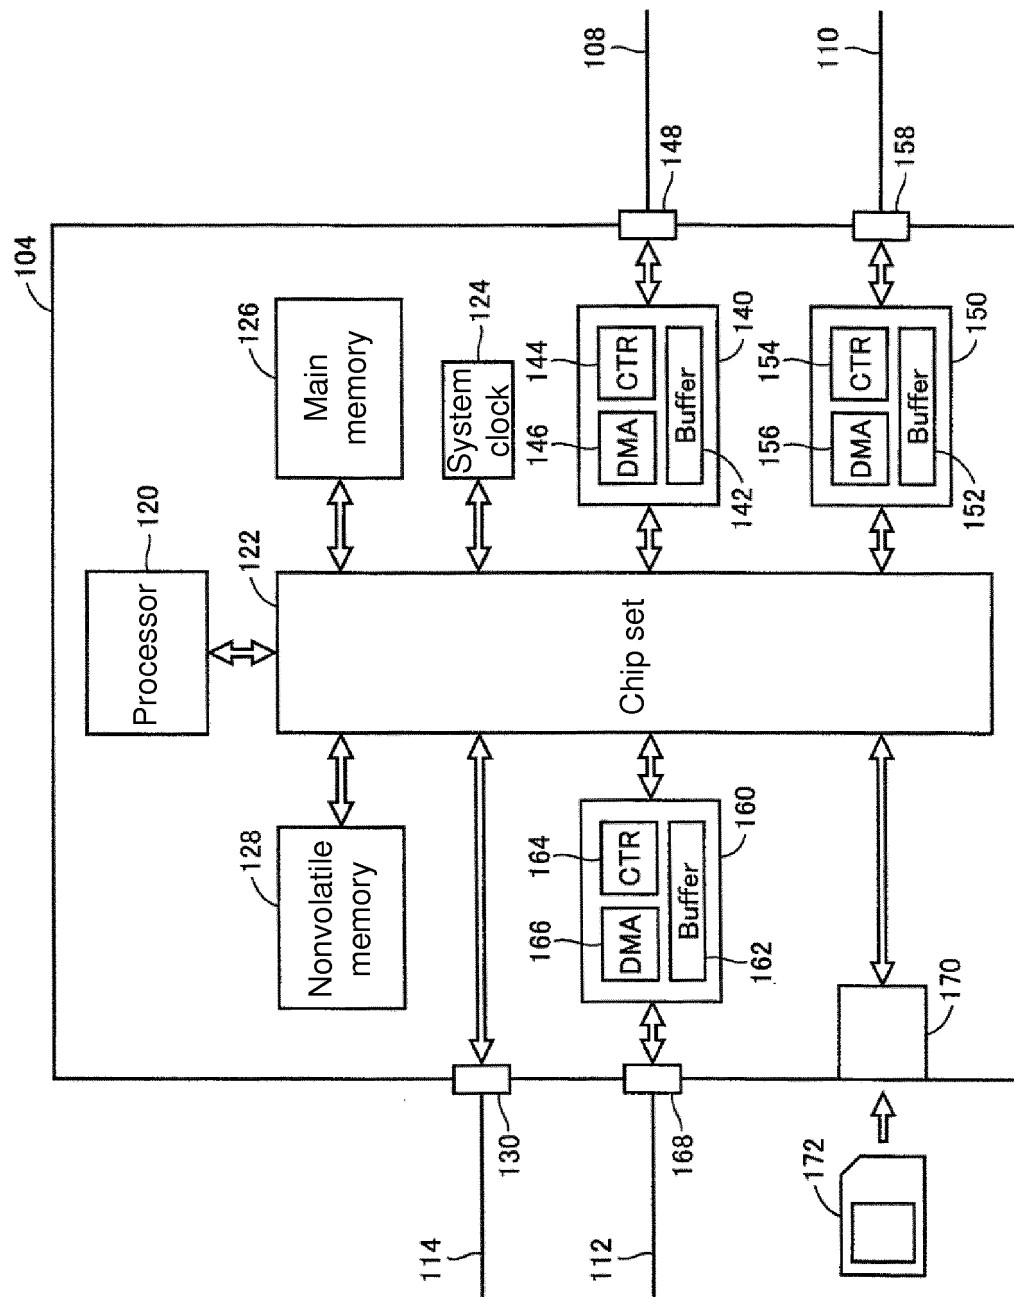 104
120
Processor
128
122
126
Nonvolatile
memory
Main
memory
114
124
System
clock
130
166
164
146
144
112
108
DMA
CTR
Chip set
DMA
CTR
Buffer
Buffer
168
148
162
160
142
140
156
154
172
110
DMA
CTR
158
Buffer
170
152
150